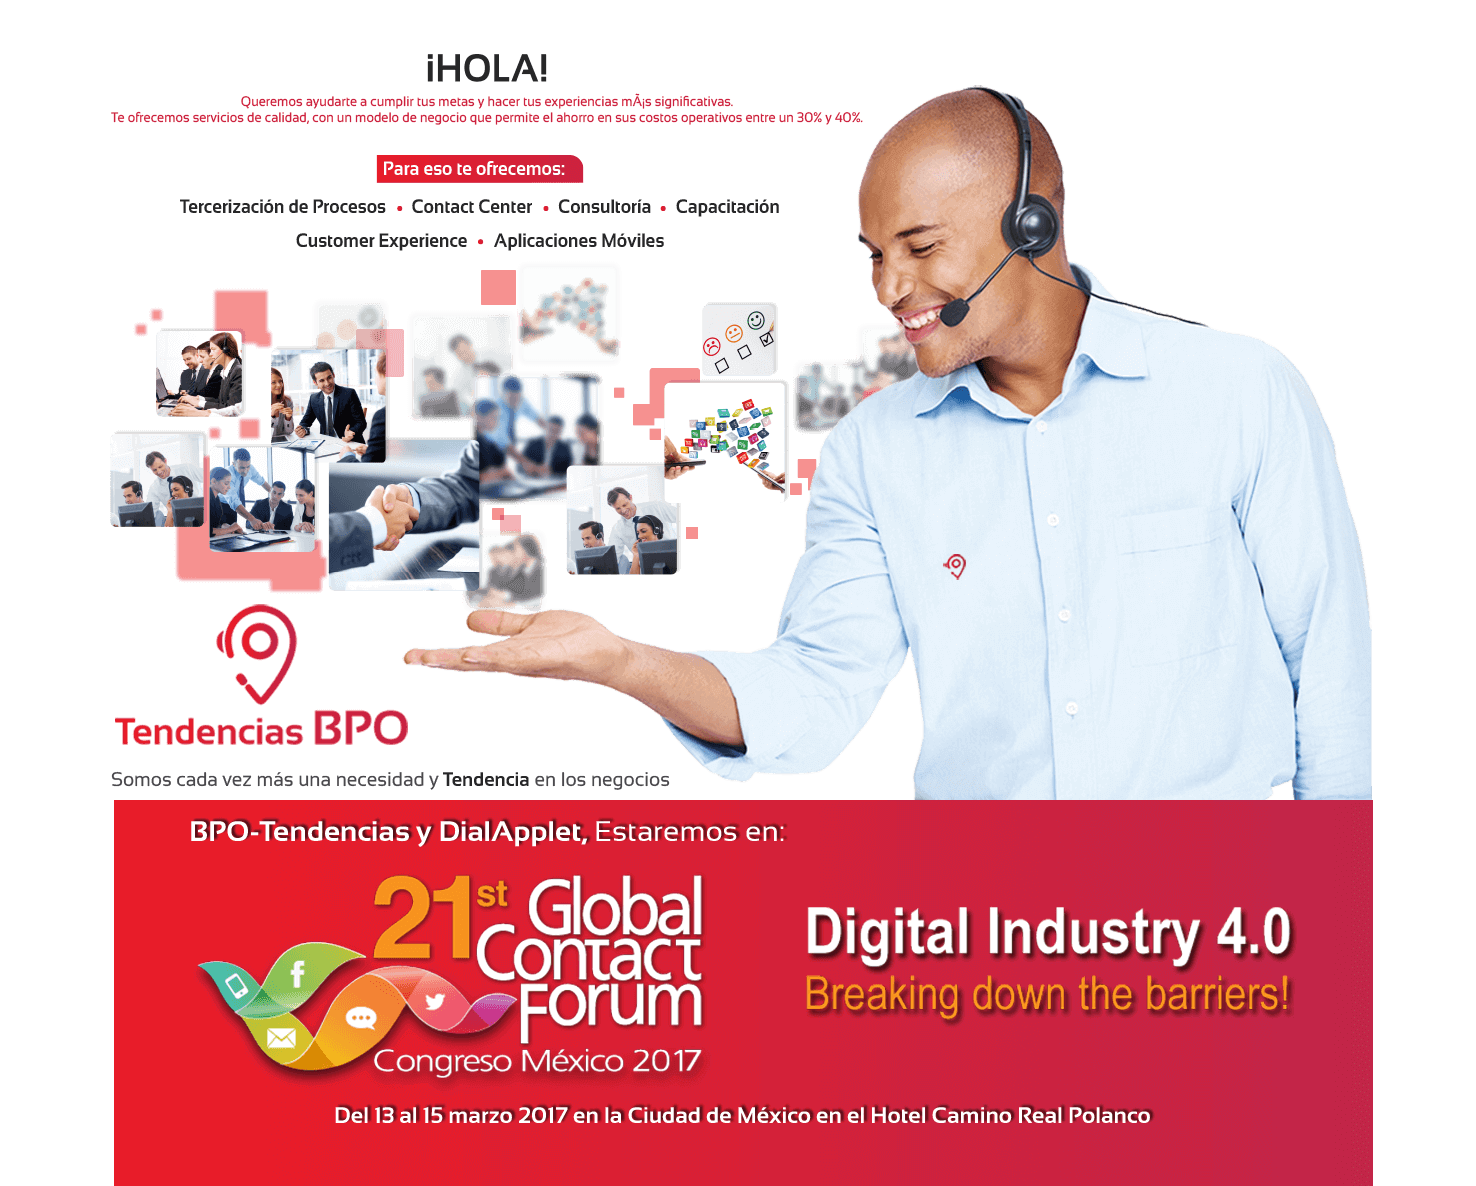 ¡HOLA!
Queremos ayudarte a cumplir tus metas y hacer tus experiencias mÃ¡s significativas.
Te ofrecemos servicios de calidad, con un modelo de negocio que permite el ahorro en sus costos operativos entre un 30% y 40%.
Para eso te ofrecemos:
Tercerización de Procesos • Contact Center • Consultoría • Capacitación
Customer Experience • Aplicaciones Móviles
Tendencias BPO
Somos cada vez más una necesidad y Tendencia en los negocios
BPO-Tendencias y DialApplet, Estaremos en:
21st Global
Contact
Forum
Congreso México 2017
Digital Industry 4.0
Breaking down the barriers!
Del 13 al 15 marzo 2017 en la Ciudad de México en el Hotel Camino Real Polanco